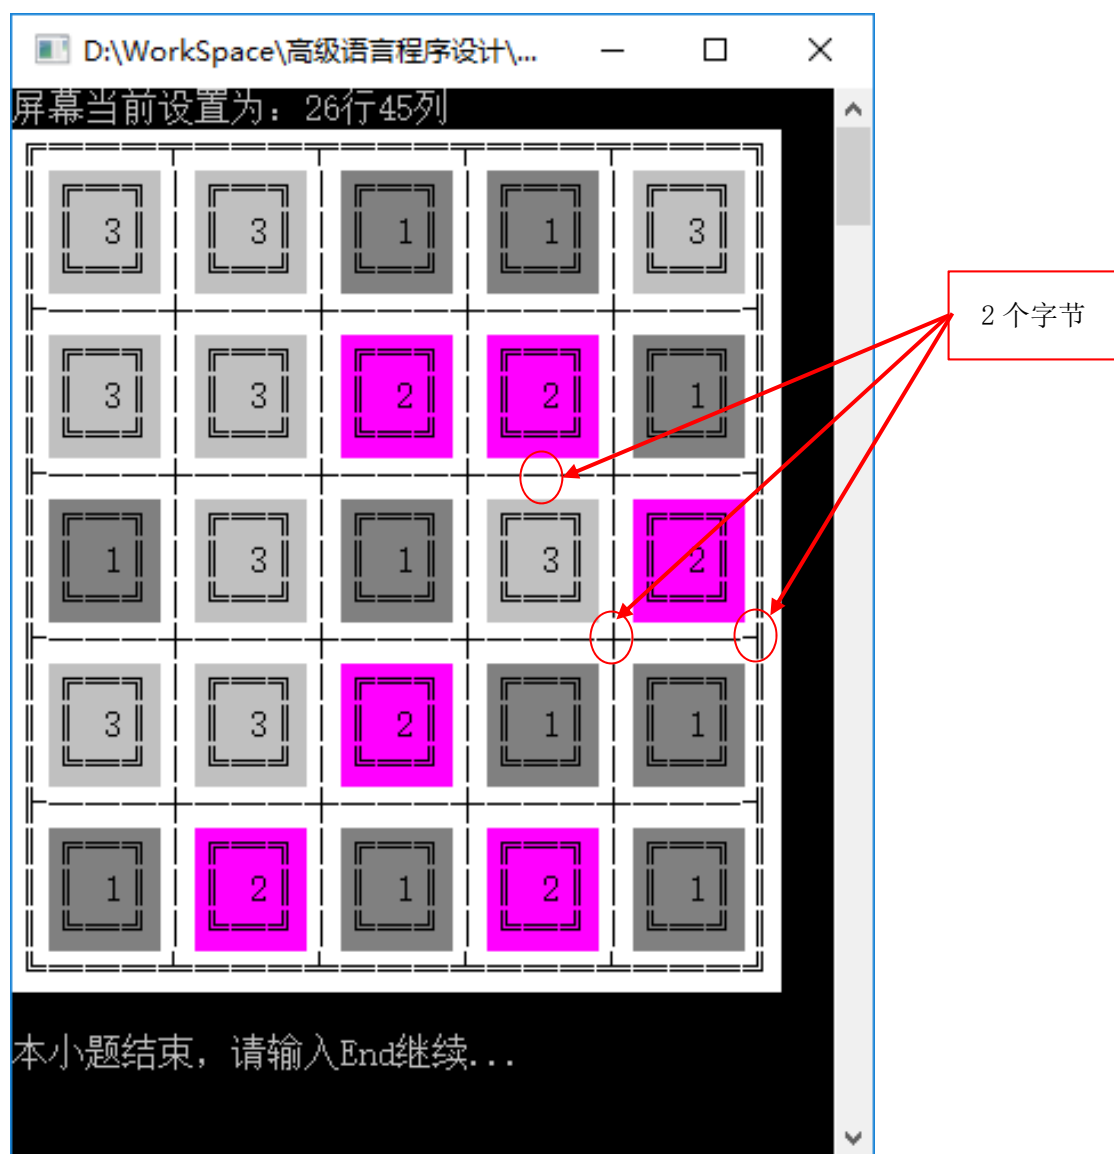 D:\WorkSpace\高级语言程序设计\...
屏幕当前设置为：26行45列
3 3 1 1 3
2个字节
3 3 2 2 1
1 3 1 3 2
3 3 2 1 1
1 2 1 2 1
本小题结束，请输入End继续...